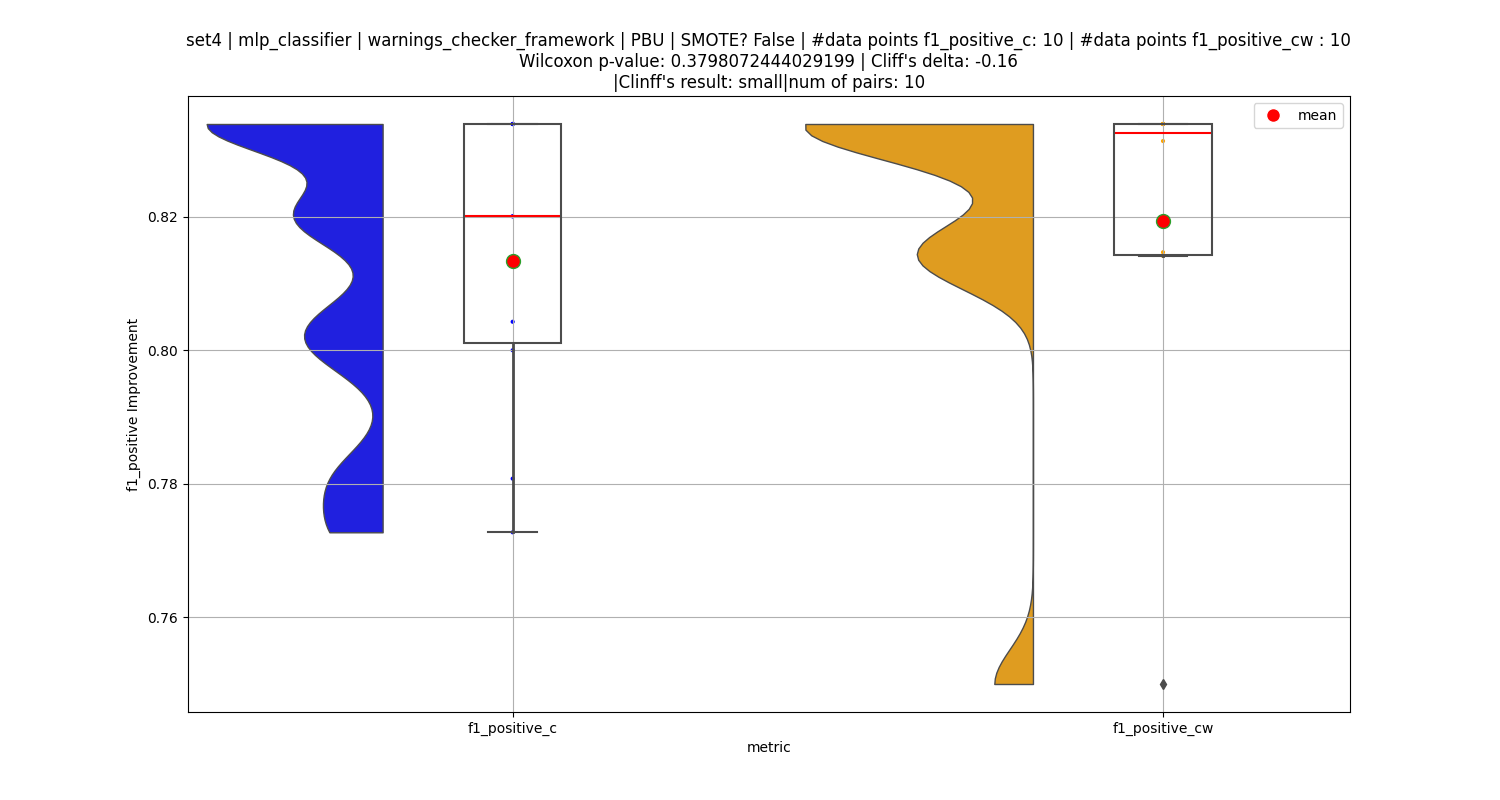 set4 | mlp_classifier | warnings_checker_framework | PBU | SMOTE? False | #data points f1_positive_c: 10 | #data points f1_positive_cw : 10
Wilcoxon p-value: 0.3798072444029199 | Cliff's delta: -0.16
|Clinff's result: small|num of pairs: 10
mean
0.82
0.80
0.78
0.76
f1_positive Improvement
f1_positive_c
f1_positive_cw
metric